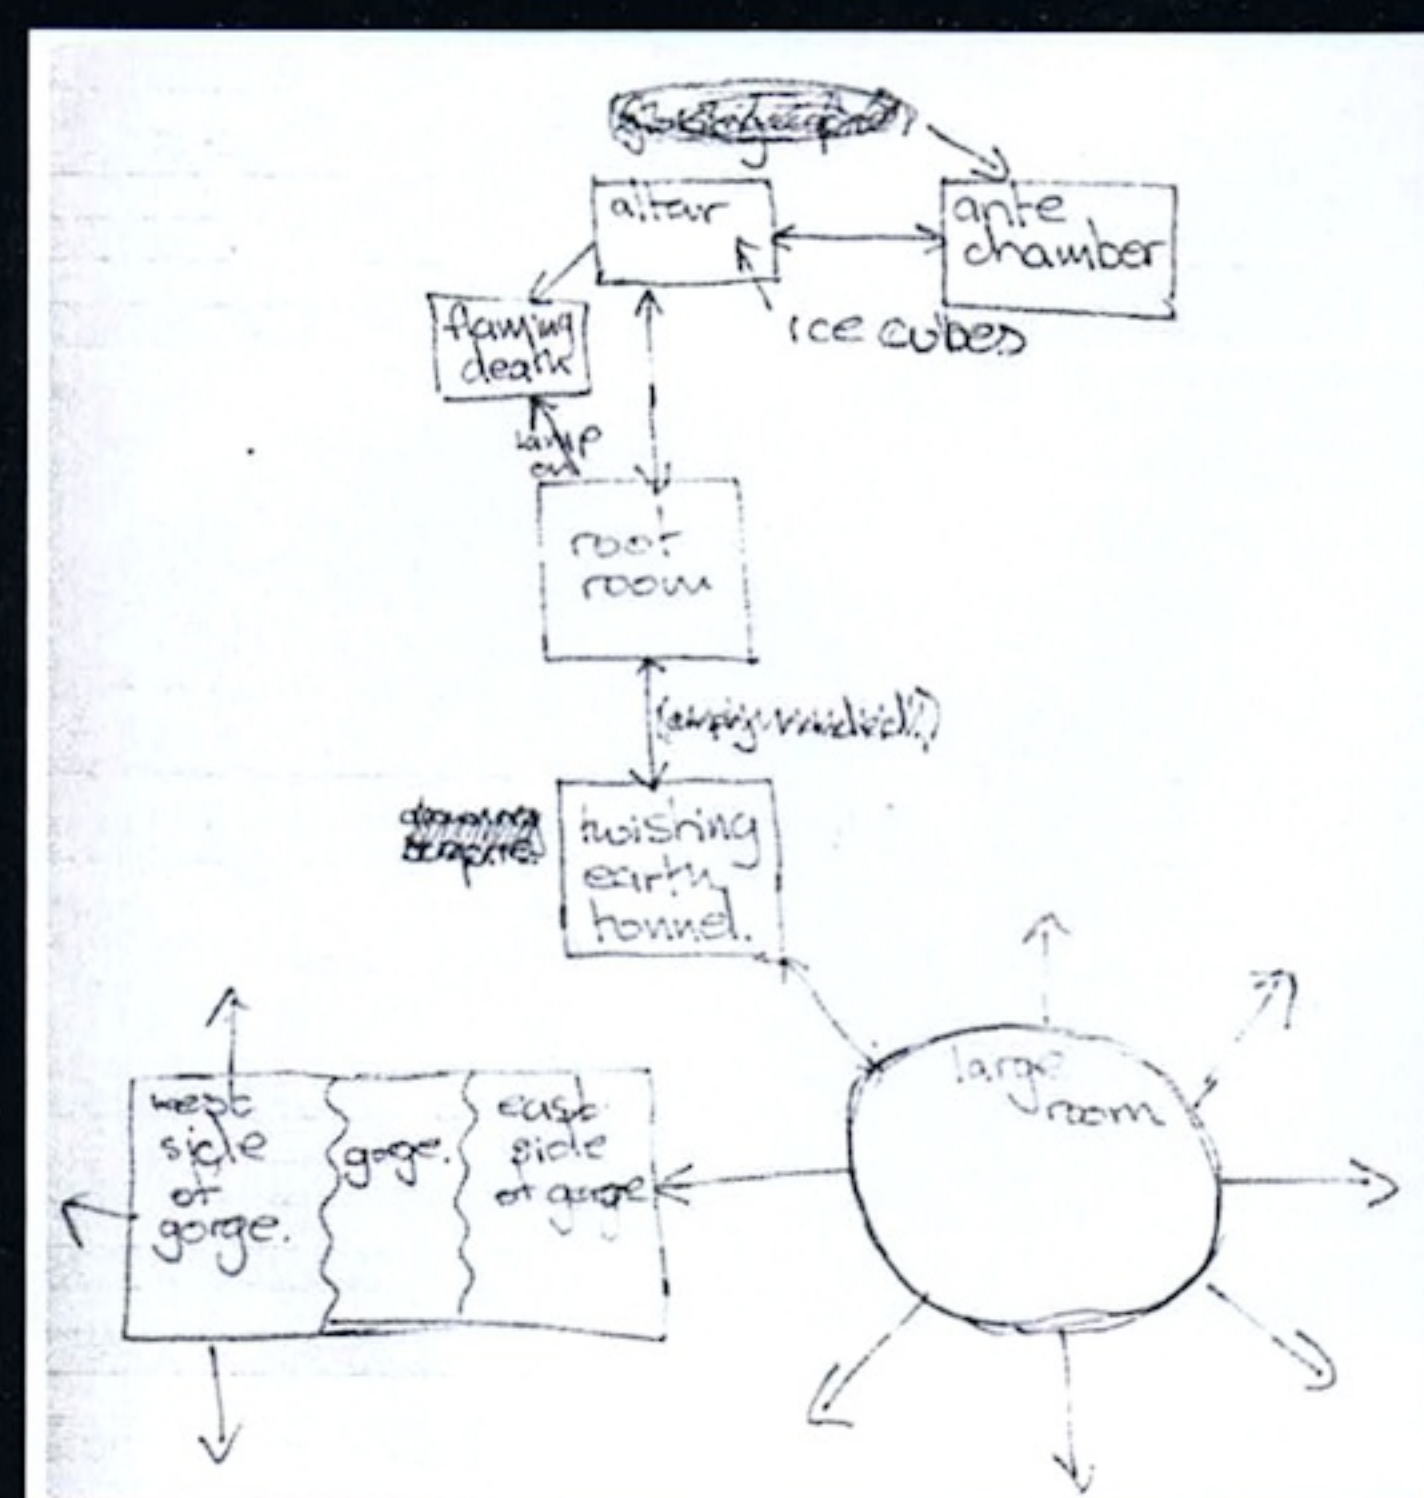 altar
ante
chamber
ice cubes
flaming
death
lamp
on
root
room
twisting
earth
tunnel.
large
room
west
side
of
gorge.
gorge.
east
side
of gorge